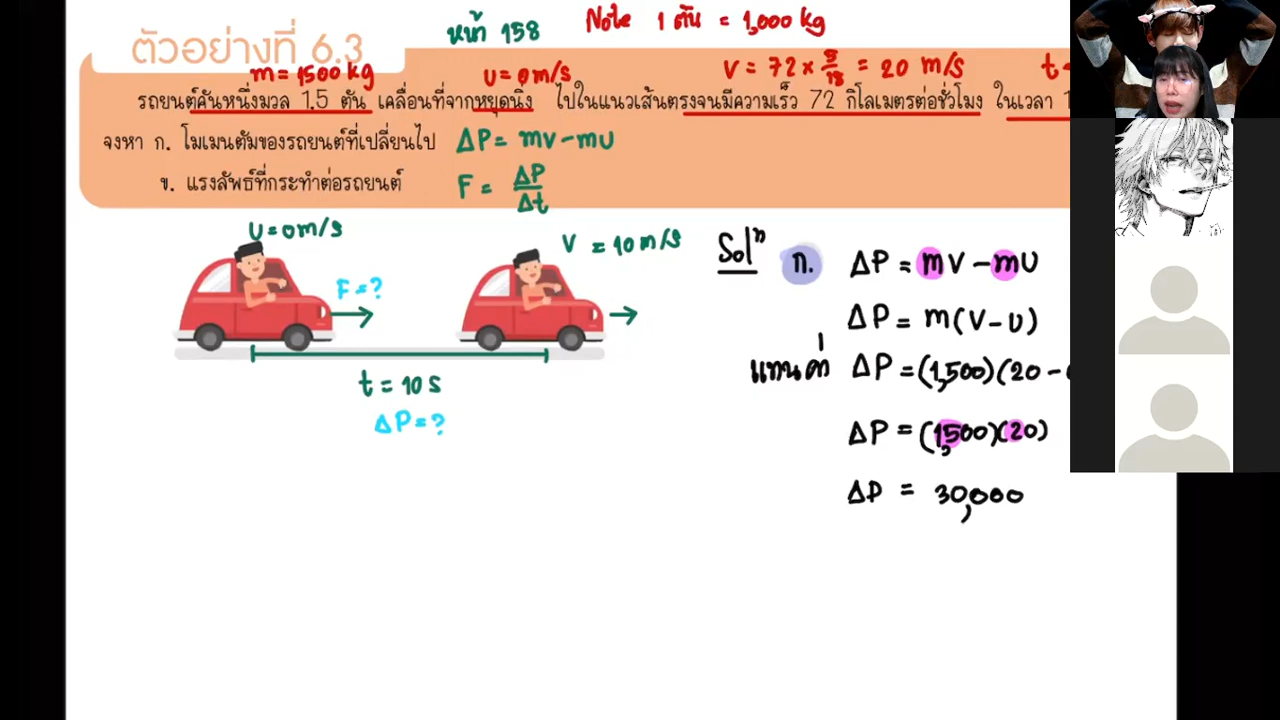 ตัวอย่างที่ 6.3
หน้า 158
Note 1 ตัน = 1,000 kg
m = 1500 kg
u = 0 m/s
v = 72 × 5/18 = 20 m/s
t
รถยนต์คันหนึ่งมวล 1.5 ตัน เคลื่อนที่จากหยุดนิ่ง ไปในแนวเส้นตรงจนมีความเร็ว 72 กิโลเมตรต่อชั่วโมง ในเวลา 1
จงหา ก. โมเมนตัมของรถยนต์ที่เปลี่ยนไป ΔP = mv - mu
ข. แรงลัพธ์ที่กระทำต่อรถยนต์ F = ΔP/Δt
u = 0 m/s
v = 10 m/s
F = ?
t = 10 s
ΔP = ?
Solⁿ ก. ΔP = mv - mu
ΔP = m(v - u)
แทนค่า ΔP = (1,500)(20 -
ΔP = (1,500)(20)
ΔP = 30,000